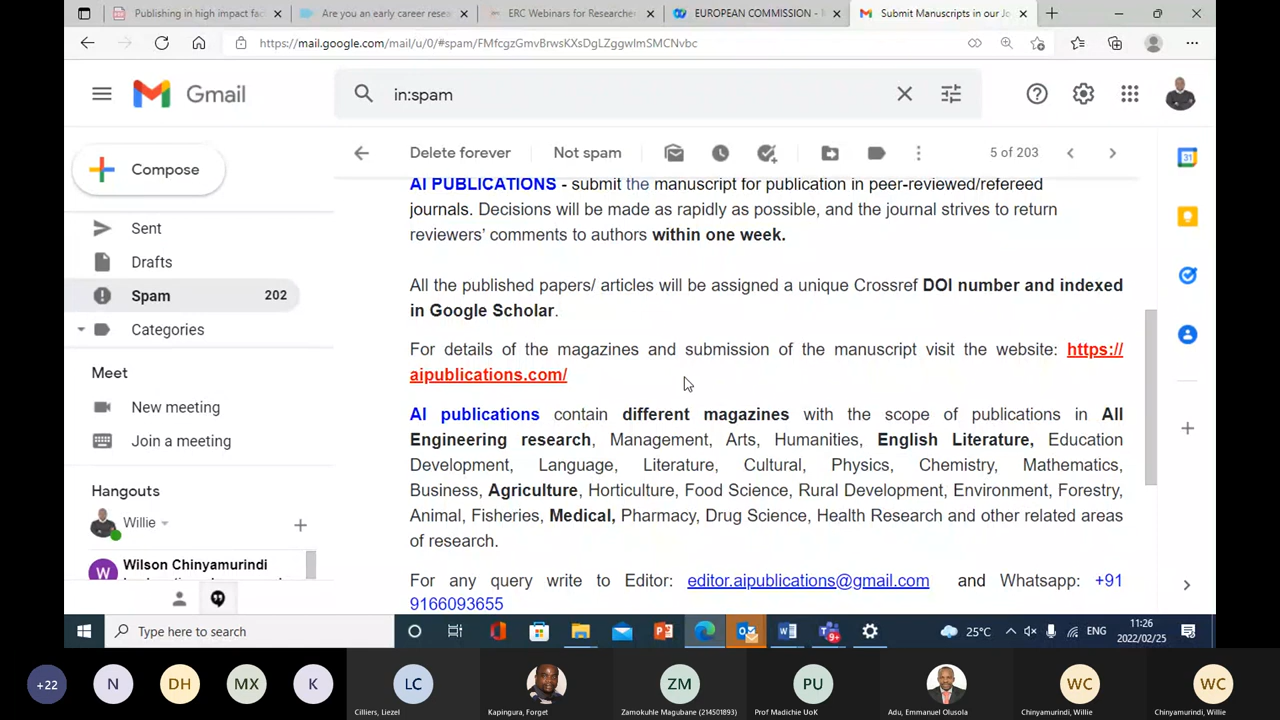 Publishing in high impact fac
Are you an early career resea
ERC Webinars for Researche
EUROPEAN COMMISSION -
Submit Manuscripts in our Jo
https://mail.google.com/mail/u/0/#spam/FMfcgzGmvBrwsKXsDgLZggwlmSMCNvbc
Gmail
in:spam
Compose
Delete forever
Not spam
5 of 203
Sent
Drafts
Spam
202
Categories
Meet
New meeting
Join a meeting
Hangouts
Willie
W
Wilson Chinyamurindi
AI PUBLICATIONS - submit the manuscript for publication in peer-reviewed/refereed
journals. Decisions will be made as rapidly as possible, and the journal strives to return
reviewers’ comments to authors within one week.
All the published papers/ articles will be assigned a unique Crossref DOI number and indexed
in Google Scholar.
For details of the magazines and submission of the manuscript visit the website: https://
aipublications.com/
AI publications contain different magazines with the scope of publications in All
Engineering research, Management, Arts, Humanities, English Literature, Education
Development, Language, Literature, Cultural, Physics, Chemistry, Mathematics,
Business, Agriculture, Horticulture, Food Science, Rural Development, Environment, Forestry,
Animal, Fisheries, Medical, Pharmacy, Drug Science, Health Research and other related areas
of research.
For any query write to Editor: editor.aipublications@gmail.com and Whatsapp: +91
9166093655
31
Type here to search
9+
25°C
ENG
11:26
2022/02/25
+22
N
DH
MX
K
LC
Cilliers, Liezel
Kapingura, Forget
ZM
Zamokuhle Magubane (214501893)
PU
Prof Madichie UoK
Adu, Emmanuel Olusola
WC
Chinyamurindi, Willie
WC
Chinyamurindi, Willie